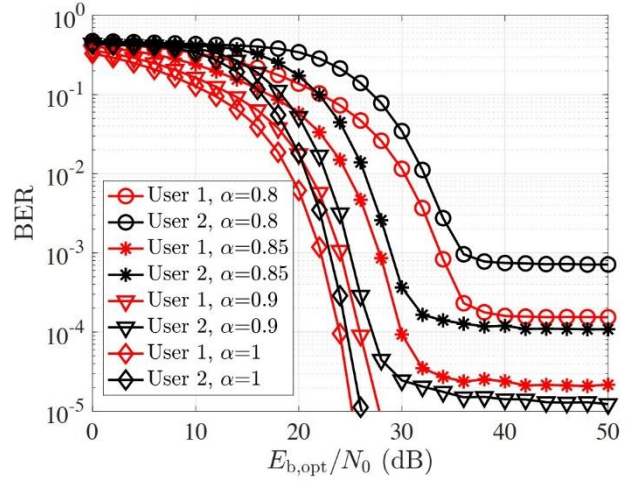 10^0
10^-1
10^-2
10^-3
10^-4
10^-5
BER
User 1, α=0.8
User 2, α=0.8
User 1, α=0.85
User 2, α=0.85
User 1, α=0.9
User 2, α=0.9
User 1, α=1
User 2, α=1
0 10 20 30 40 50
E_b,opt/N_0 (dB)